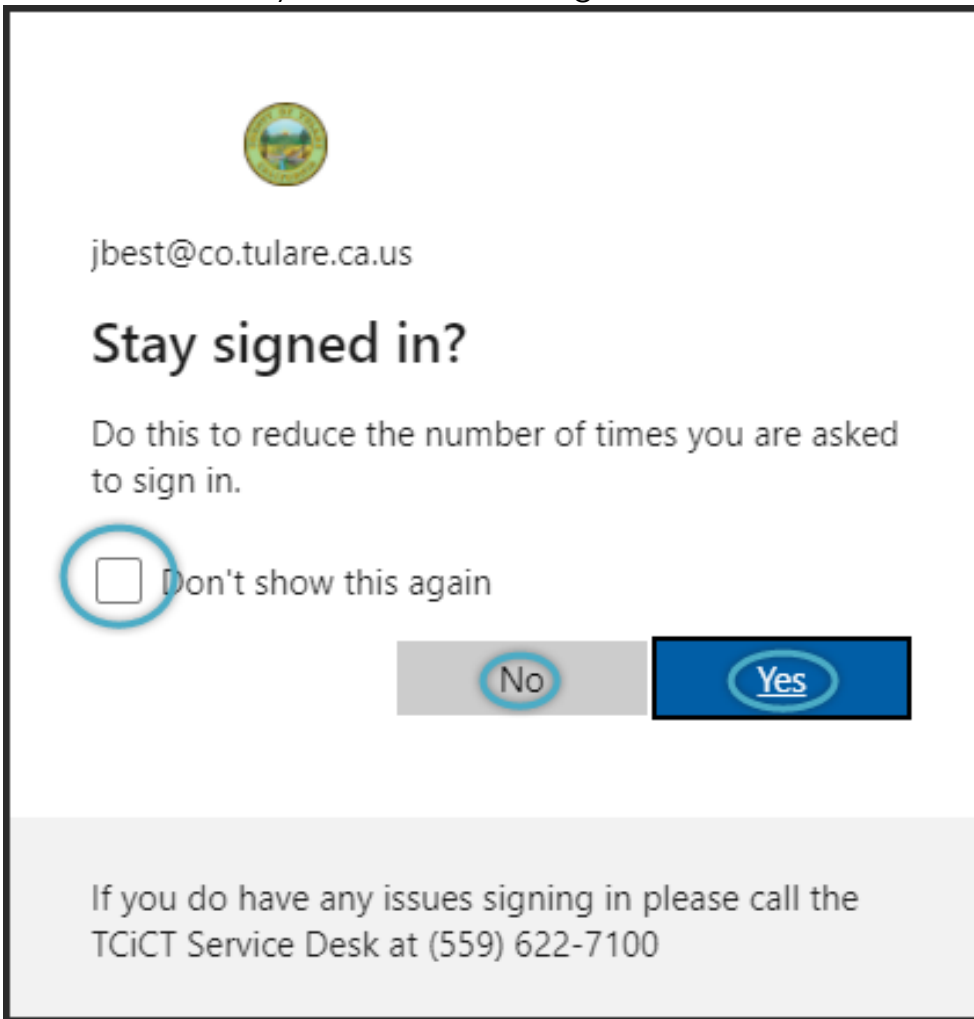 jbest@co.tulare.ca.us
Stay signed in?
Do this to reduce the number of times you are asked
to sign in.
Don't show this again
No Yes
If you do have any issues signing in please call the
TCiCT Service Desk at (559) 622-7100